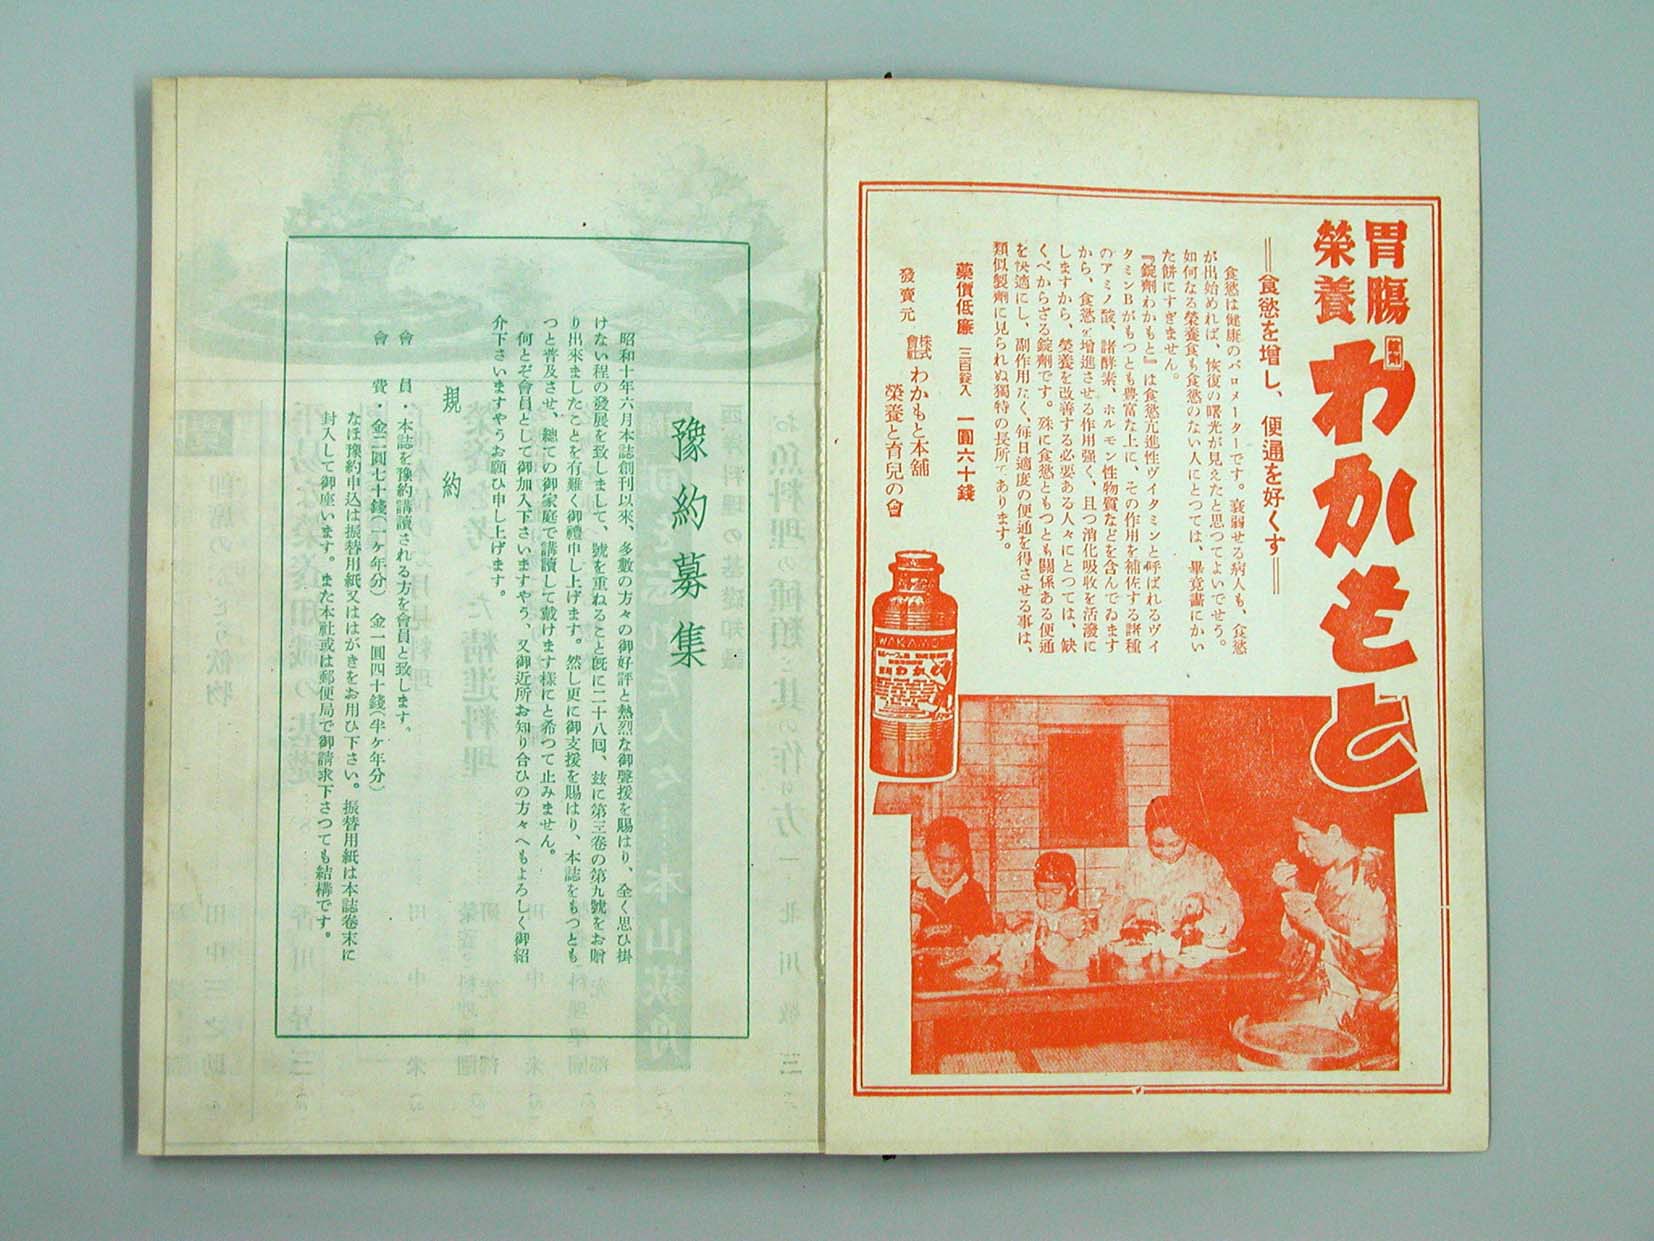 胃腸
榮養
錠剤
わかもと
＝食慾を增し、便通を好くす＝
食慾は健康のバロメーターです。衰弱せる病人も、食慾
が出始めれば、恢復の曙光が見えたと思つてよいでせう。
如何なる榮養食も食慾のない人にとつては、畢竟畵にかい
た餅にすぎません。
『錠劑わかもと』は食慾亢進性ヴイタミンと呼ばれるヴイ
タミンBがもつとも豊富な上に、その作用を補佐する諸種
のアミノ酸、諸酵素、ホルモン性物質などを含んでゐます
から、食慾を增進させる作用強く、且つ消化吸收を活潑に
しますから、榮養を改善する必要ある人々にとつては、缺
くべからざる錠劑です。殊に食慾ともつとも關係ある便通
を快適にし、副作用なく、每日適度の便通を得させる事は、
類似製劑に見られぬ獨特の長所であります。
藥價低廉 三百錠入 一圓六十錢
發賣元 株式會社 わかもと本舖
榮養と育兒の會
WAKAMOTO
わかもと
豫約募集
昭和十年六月本誌創刊以來、多數の方々の御好評と熱烈な御聲援を賜はり、全く思ひ掛
けない程の發展を致しまして、號を重ねること旣に二十八囘、玆に第三卷の第九號をお贈
り出來ましたことを有難く御禮申し上げます。然し更に御支援を賜はり、本誌をもつとも
つと普及させ、總ての御家庭で講讀して戴けます樣にと希つて止みません。
何とぞ會員として御加入下さいますやう、又御近所お知り合ひの方々へもよろしく御紹
介下さいますやうお願ひ申し上げます。
規約
會員・本誌を豫約講讀される方を會員と致します。
會費・金二圓七十錢(一ヶ年分) 金一圓四十錢(半ヶ年分)
なほ豫約申込は振替用紙又ははがきをお用ひ下さい。振替用紙は本誌卷末に
封入して御座います。また本社或は郵便局で御請求下さつても結構です。